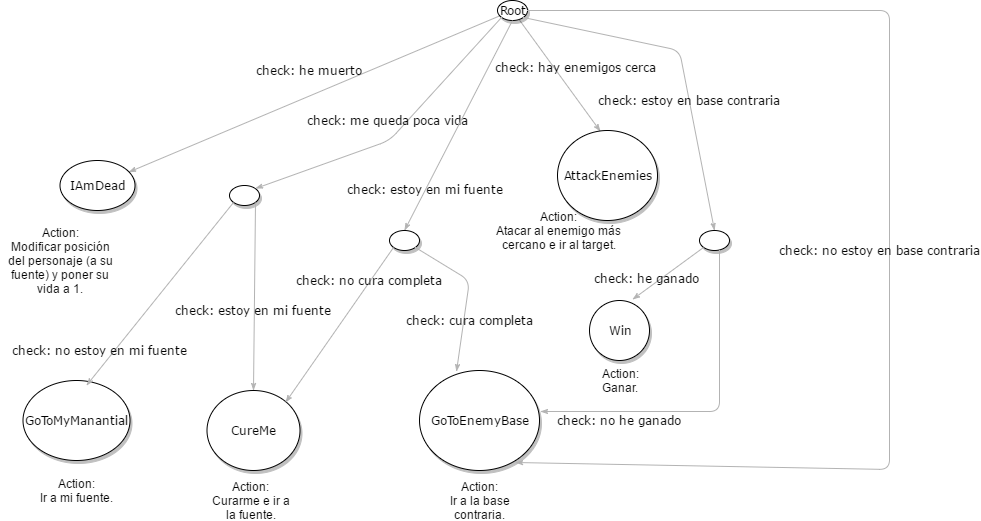 Root
check: he muerto
check: hay enemigos cerca
check: estoy en base contraria
check: me queda poca vida
IAmDead
check: estoy en mi fuente
AttackEnemies
Action:
Modificar posición
del personaje (a su
fuente) y poner su
vida a 1.
Action:
Atacar al enemigo más
cercano e ir al target.
check: no estoy en base contraria
check: no cura completa
check: he ganado
check: estoy en mi fuente
check: cura completa
Win
check: no estoy en mi fuente
Action:
Ganar.
GoToMyManantial
CureMe
GoToEnemyBase
check: no he ganado
Action:
Ir a mi fuente.
Action:
Curarme e ir a
la fuente.
Action:
Ir a la base
contraria.